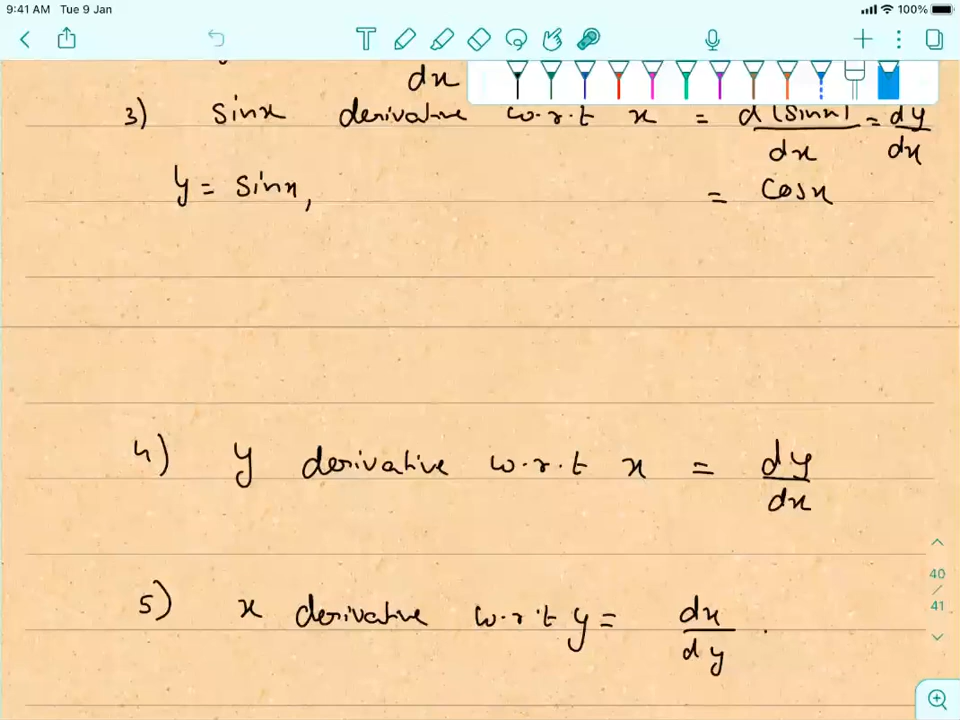 9:41 AM Tue 9 Jan 100%
dx
3) sinx derivative w.r.t x = d(sinx)/dx = dy/dx
y = sinx, = cosx
4) y derivative w.r.t x = dy/dx
5) x derivative w.r.t y = dx/dy .
40
/
41